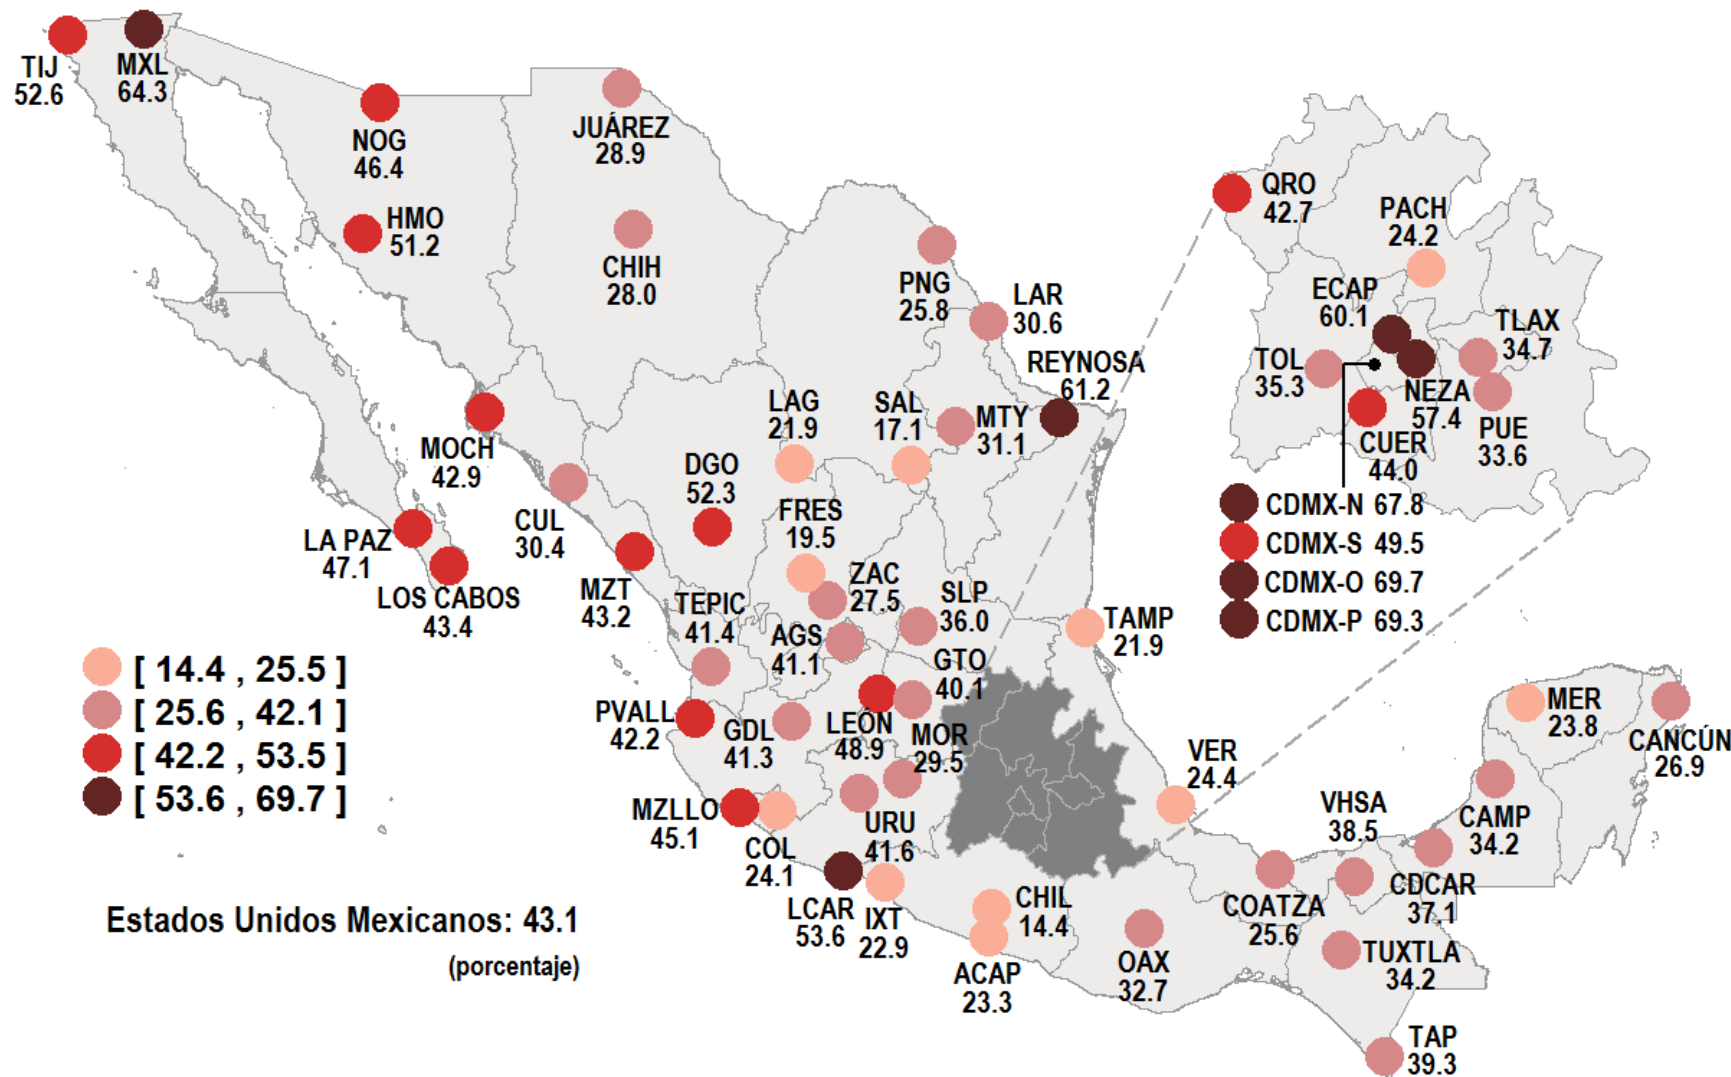 TIJ
52.6
MXL
64.3
NOG
46.4
HMO
51.2
JUÁREZ
28.9
CHIH
28.0
PNG
25.8
LAR
30.6
REYNOSA
61.2
LAG
21.9
SAL
17.1
MTY
31.1
MOCH
42.9
DGO
52.3
FRES
19.5
CUL
30.4
LA PAZ
47.1
LOS CABOS
43.4
MZT
43.2
ZAC
27.5
SLP
36.0
TEPIC
41.4
AGS
41.1
TAMP
21.9
GTO
40.1
PVALL
42.2
GDL
41.3
LEÓN
48.9
MOR
29.5
MZLLO
45.1
COL
24.1
URU
41.6
LCAR
53.6
IXT
22.9
CHIL
14.4
ACAP
23.3
OAX
32.7
VER
24.4
COATZA
25.6
VHSA
38.5
CDCAR
37.1
CAMP
34.2
MER
23.8
CANCÚN
26.9
TUXTLA
34.2
TAP
39.3
QRO
42.7
PACH
24.2
ECAP
60.1
TLAX
34.7
TOL
35.3
NEZA
57.4
PUE
33.6
CUER
44.0
CDMX-N 67.8
CDMX-S 49.5
CDMX-O 69.7
CDMX-P 69.3
[ 14.4 , 25.5 ]
[ 25.6 , 42.1 ]
[ 42.2 , 53.5 ]
[ 53.6 , 69.7 ]
Estados Unidos Mexicanos: 43.1
(porcentaje)